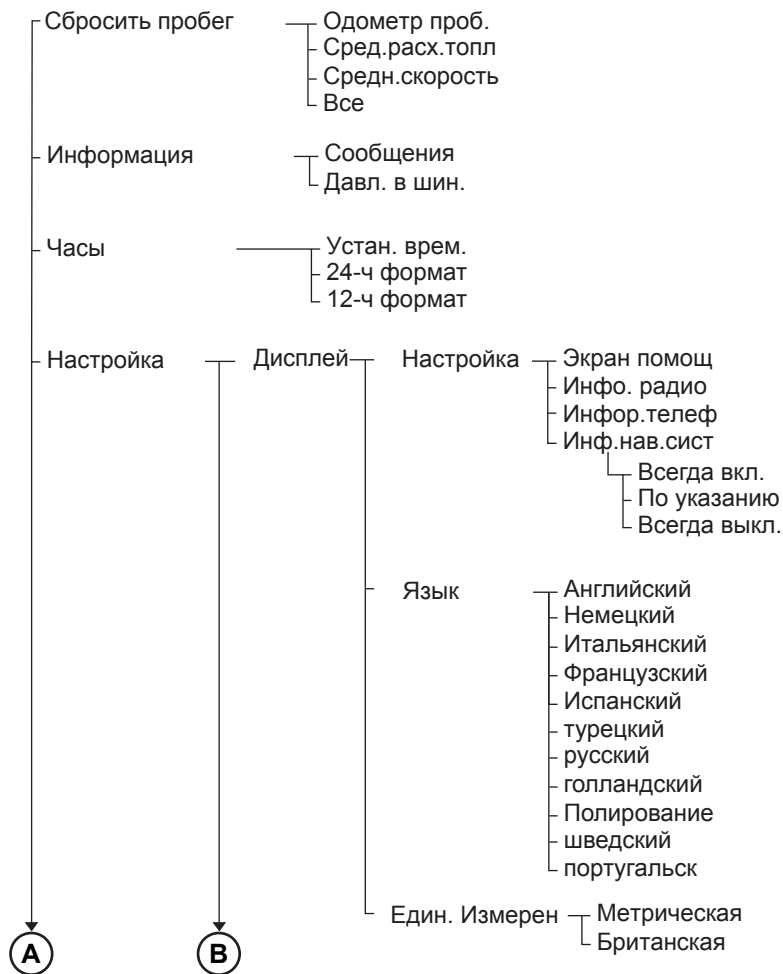 Сбросить пробег
Одометр проб.
Сред.расх.топл
Средн.скорость
Все
Информация
Сообщения
Давл. в шин.
Часы
Устан. врем.
24-ч формат
12-ч формат
Настройка
Дисплей
Настройка
Экран помощ
Инфо. радио
Инфор.телеф
Инф.нав.сист
Всегда вкл.
По указанию
Всегда выкл.
Язык
Английский
Немецкий
Итальянский
Французский
Испанский
турецкий
русский
голландский
Полирование
шведский
португальск
Един. Измерен
Метрическая
Британская
A
B